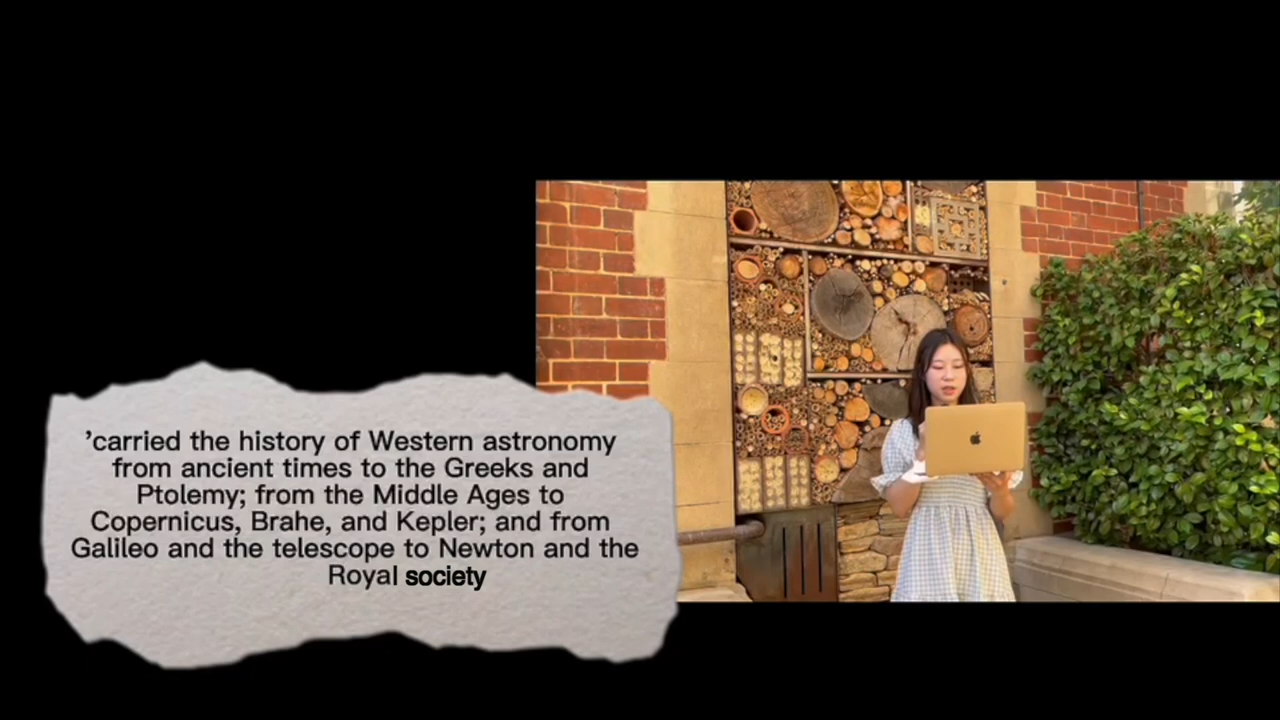 ’carried the history of Western astronomy
from ancient times to the Greeks and
Ptolemy; from the Middle Ages to
Copernicus, Brahe, and Kepler; and from
Galileo and the telescope to Newton and the
Royal society